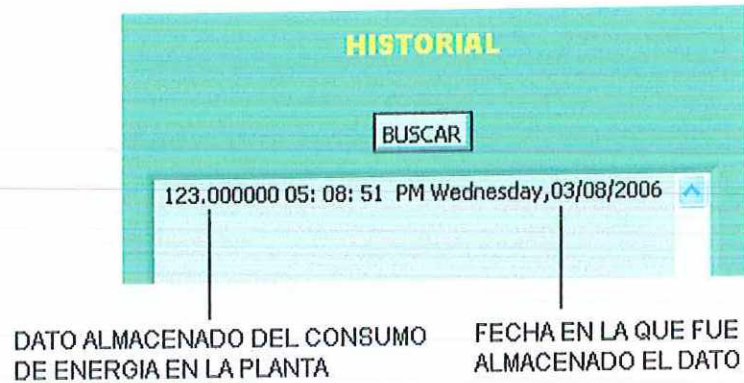 HISTORIAL
BUSCAR
123.000000 05: 08: 51 PM Wednesday,03/08/2006
DATO ALMACENADO DEL CONSUMO
DE ENERGIA EN LA PLANTA
FECHA EN LA QUE FUE
ALMACENADO EL DATO